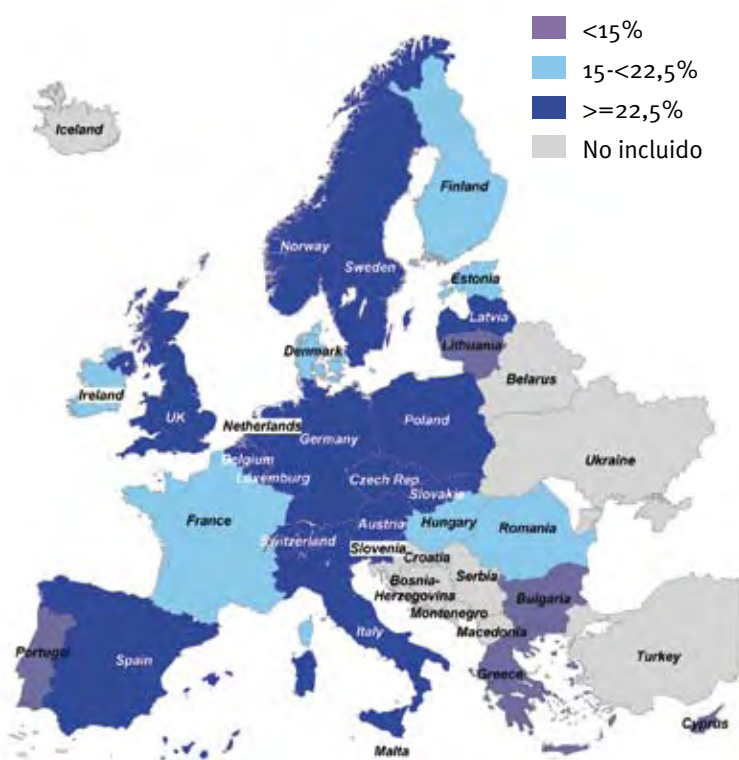 <15%
15-<22,5%
>=22,5%
No incluido
Iceland
Finland
Norway
Sweden
Estonia
Latvia
Denmark
Lithuania
Belarus
Ireland
UK
Netherlands
Germany
Poland
Belgium
Luxemburg
Czech Rep.
Slovakia
Ukraine
France
Austria
Hungary
Romania
Switzerland
Slovenia
Croatia
Bosnia-
Herzegovina
Serbia
Montenegro
Bulgaria
Macedonia
Italy
Portugal
Spain
Greece
Turkey
Cyprus
Malta